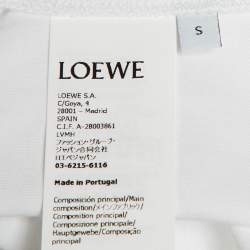 LOEWE
S
LOEWE S.A.
C/Goya, 4
28001 – Madrid
SPAIN
C.I.F. A-28003861
LVMH
ファッション・グループ・
ジャパン合同会社
ロエベ ジャパン
03-6215-6116
Made in Portugal
Composición principal/Main
composition/メインファブリック/
Composition principale/
Composizione principale/
Hauptgewebe/Composição
Principal